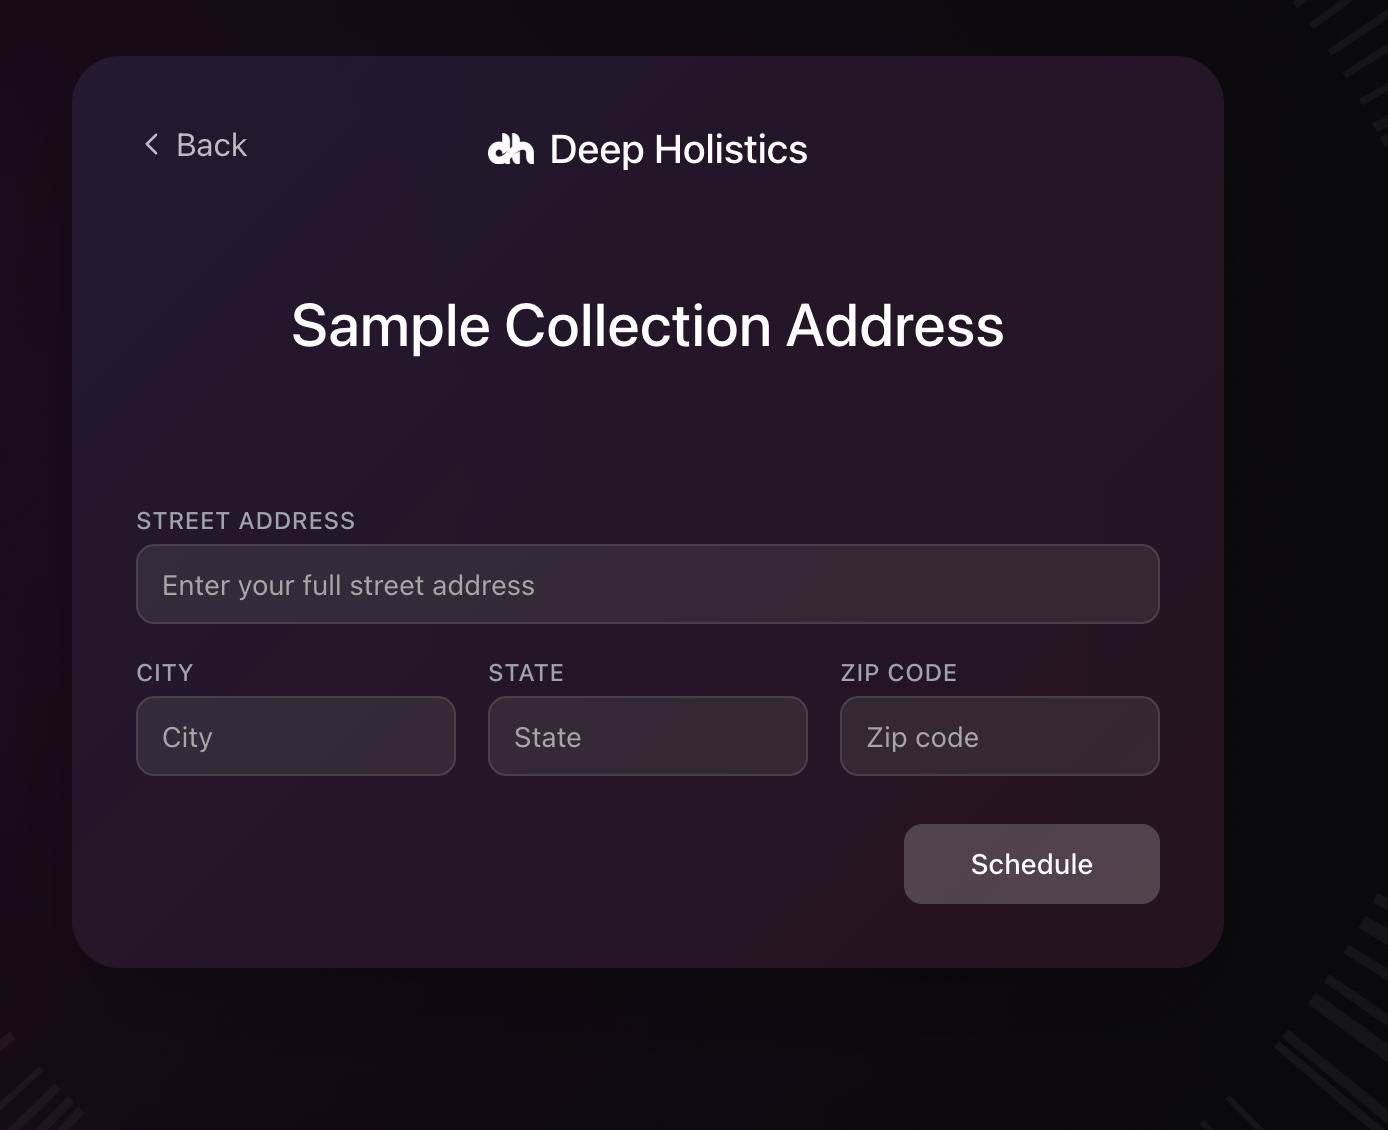 Back
Deep Holistics
Sample Collection Address
STREET ADDRESS
Enter your full street address
CITY STATE ZIP CODE
City State Zip code
Schedule